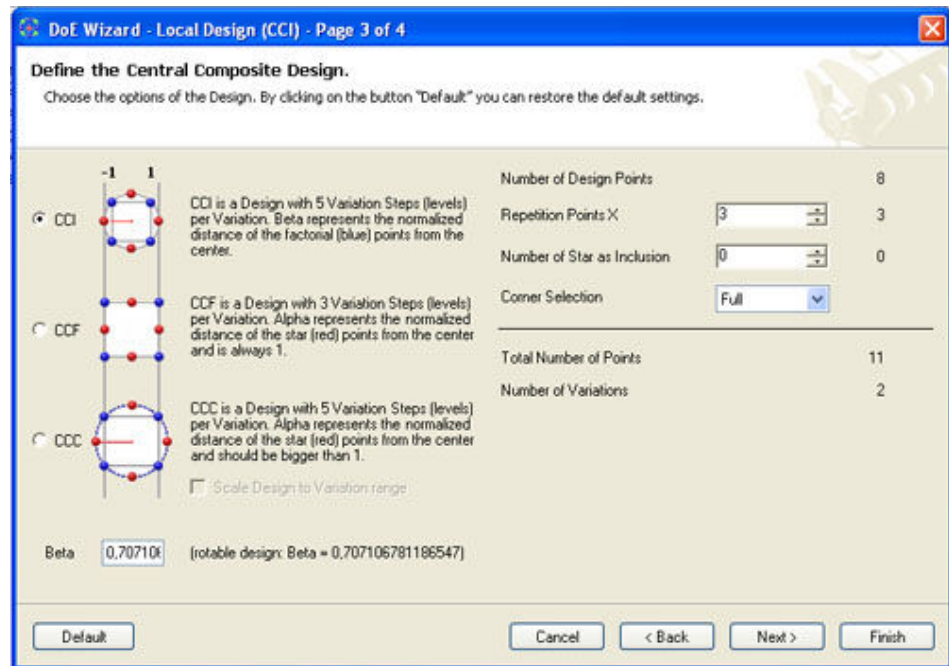 DoE Wizard - Local Design (CCI) - Page 3 of 4
Define the Central Composite Design.
Choose the options of the Design. By clicking on the button "Default" you can restore the default settings.
-1 1
CCI
CCI is a Design with 5 Variation Steps (levels)
per Variation. Beta represents the normalized
distance of the factorial (blue) points from the
center.
CCF
CCF is a Design with 3 Variation Steps (levels)
per Variation. Alpha represents the normalized
distance of the star (red) points from the center
and is always 1.
CCC
CCC is a Design with 5 Variation Steps (levels)
per Variation. Alpha represents the normalized
distance of the star (red) points from the center
and should be bigger than 1.
Scale Design to Variation range
Beta 0,70710 (rotable design: Beta = 0,707106781186547)
Number of Design Points 8
Repetition Points X 3 3
Number of Star as Inclusion 0 0
Corner Selection Full
Total Number of Points 11
Number of Variations 2
Default Cancel < Back Next > Finish